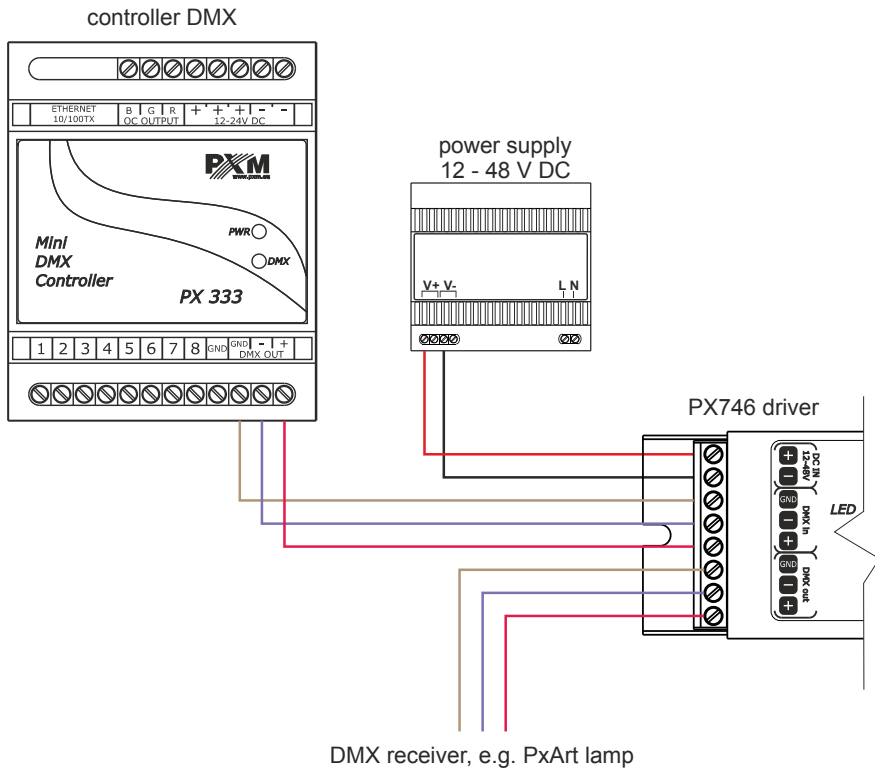 controller DMX
ETHERNET B G R + + + - -
10/100TX OC OUTPUT 12-24V DC
PXM
www.pxm.eu
PWR
DMX
Mini
DMX
Controller
PX 333
1 2 3 4 5 6 7 8 GND GND - +
DMX OUT
power supply
12 - 48 V DC
V+ V- L N
PX746 driver
+ DC IN
- 12-48V
GND
- DMX In
+
GND
- DMX out
+
LED
DMX receiver, e.g. PxArt lamp